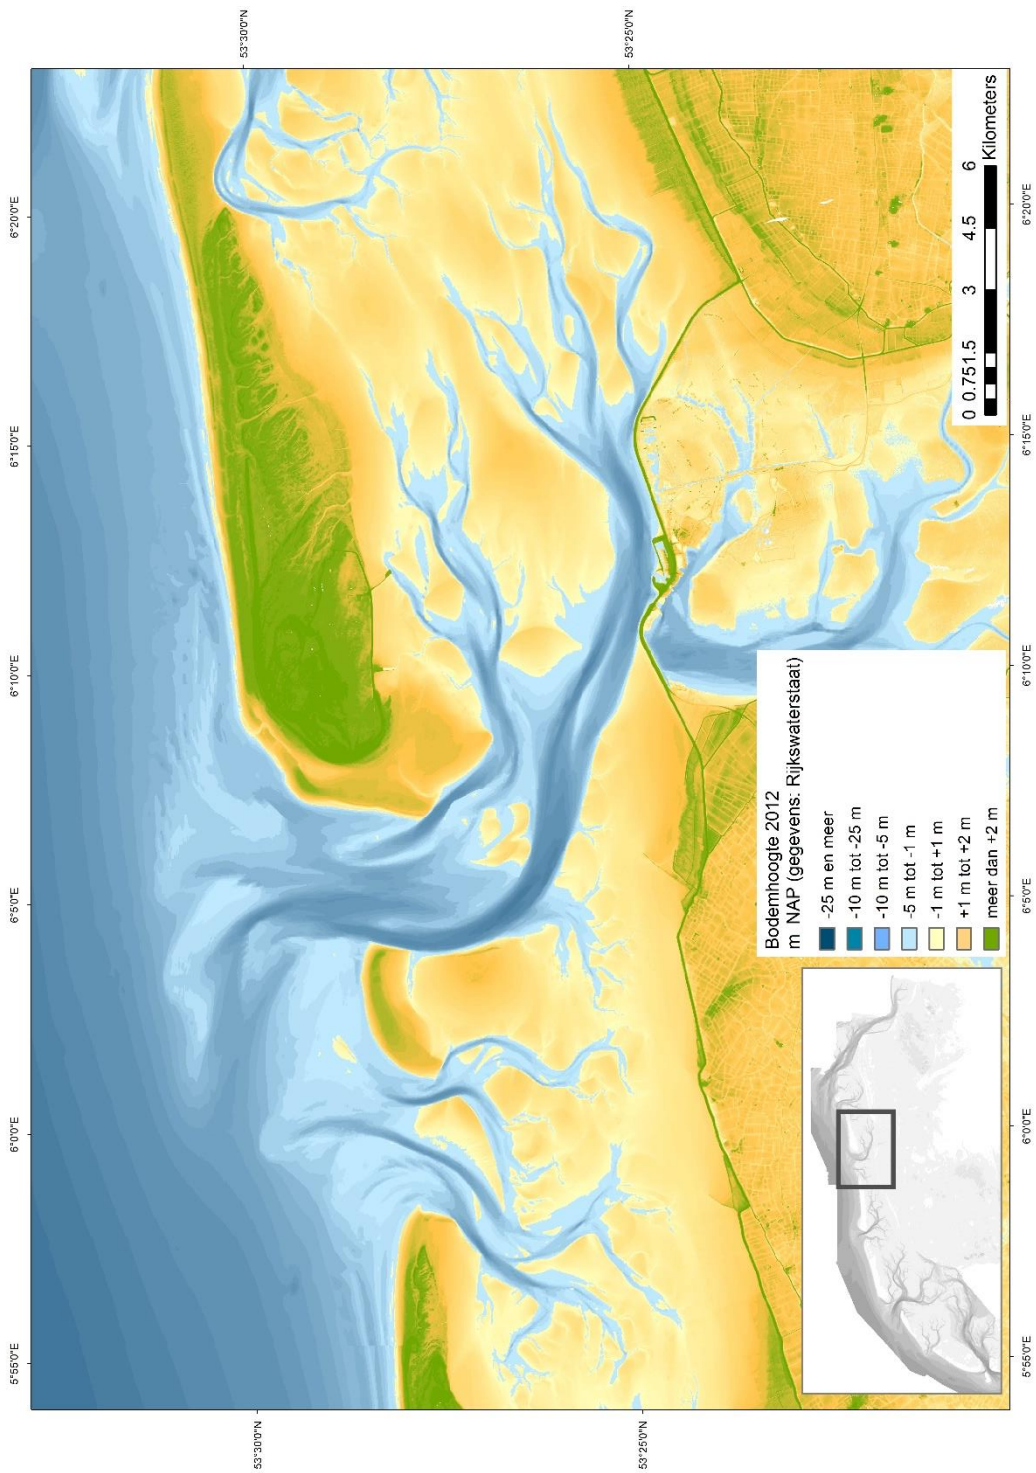 5°55'0"E
6°0'0"E
6°5'0"E
6°10'0"E
6°15'0"E
6°20'0"E
53°30'0"N
53°30'0"N
53°25'0"N
53°25'0"N
Bodemhoogte 2012
m NAP (gegevens: Rijkswaterstaat)
-25 m en meer
-10 m tot -25 m
-10 m tot -5 m
-5 m tot -1 m
-1 m tot +1 m
+1 m tot +2 m
meer dan +2 m
0 0.75 1.5 3 4.5 6
Kilometers
5°55'0"E
6°0'0"E
6°5'0"E
6°10'0"E
6°15'0"E
6°20'0"E